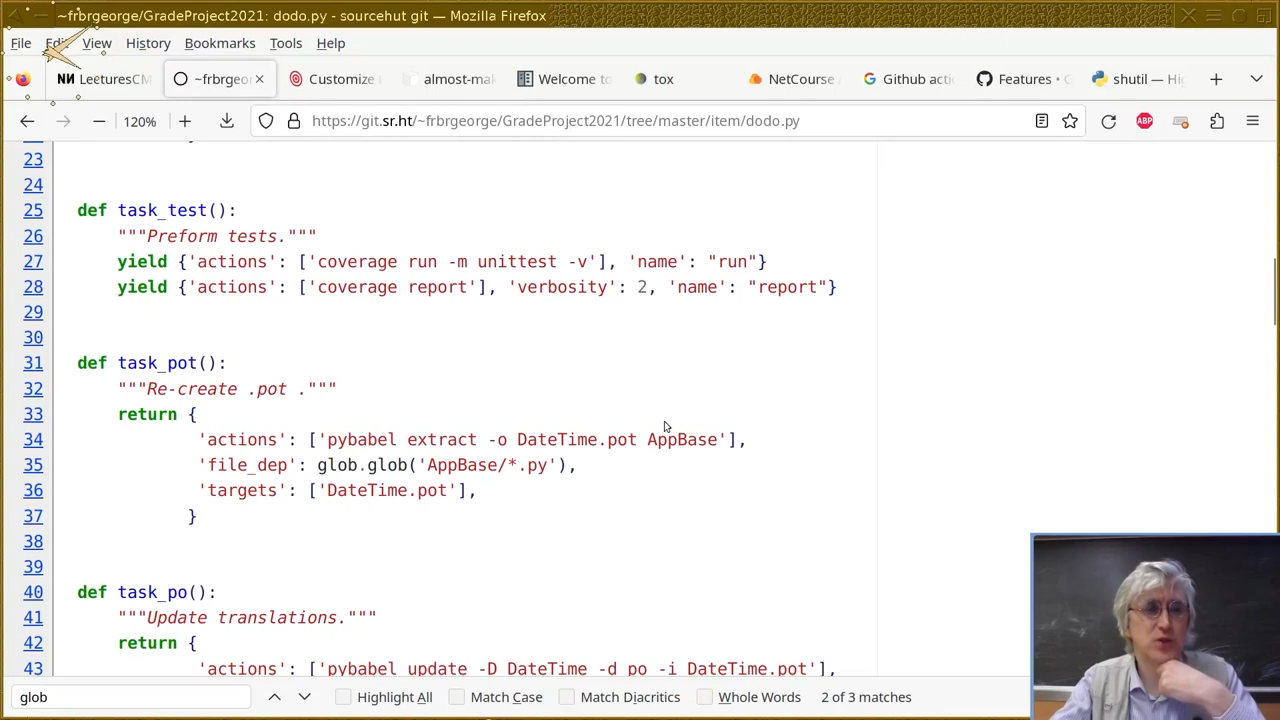 ~frbrgeorge/GradeProject2021: dodo.py - sourcehut git — Mozilla Firefox
File Edit View History Bookmarks Tools Help
LecturesCM ~frbrgeo Customize almost-mak Welcome to tox NetCourse Github acti Features · G shutil — Hig
120% https://git.sr.ht/~frbrgeorge/GradeProject2021/tree/master/item/dodo.py ABP
23
24
25 def task_test():
26 """Preform tests."""
27 yield {'actions': ['coverage run -m unittest -v'], 'name': "run"}
28 yield {'actions': ['coverage report'], 'verbosity': 2, 'name': "report"}
29
30
31 def task_pot():
32 """Re-create .pot ."""
33 return {
34 'actions': ['pybabel extract -o DateTime.pot AppBase'],
35 'file_dep': glob.glob('AppBase/*.py'),
36 'targets': ['DateTime.pot'],
37 }
38
39
40 def task_po():
41 """Update translations."""
42 return {
43 'actions': ['pybabel update -D DateTime -d po -i DateTime.pot'],
glob Highlight All Match Case Match Diacritics Whole Words 2 of 3 matches